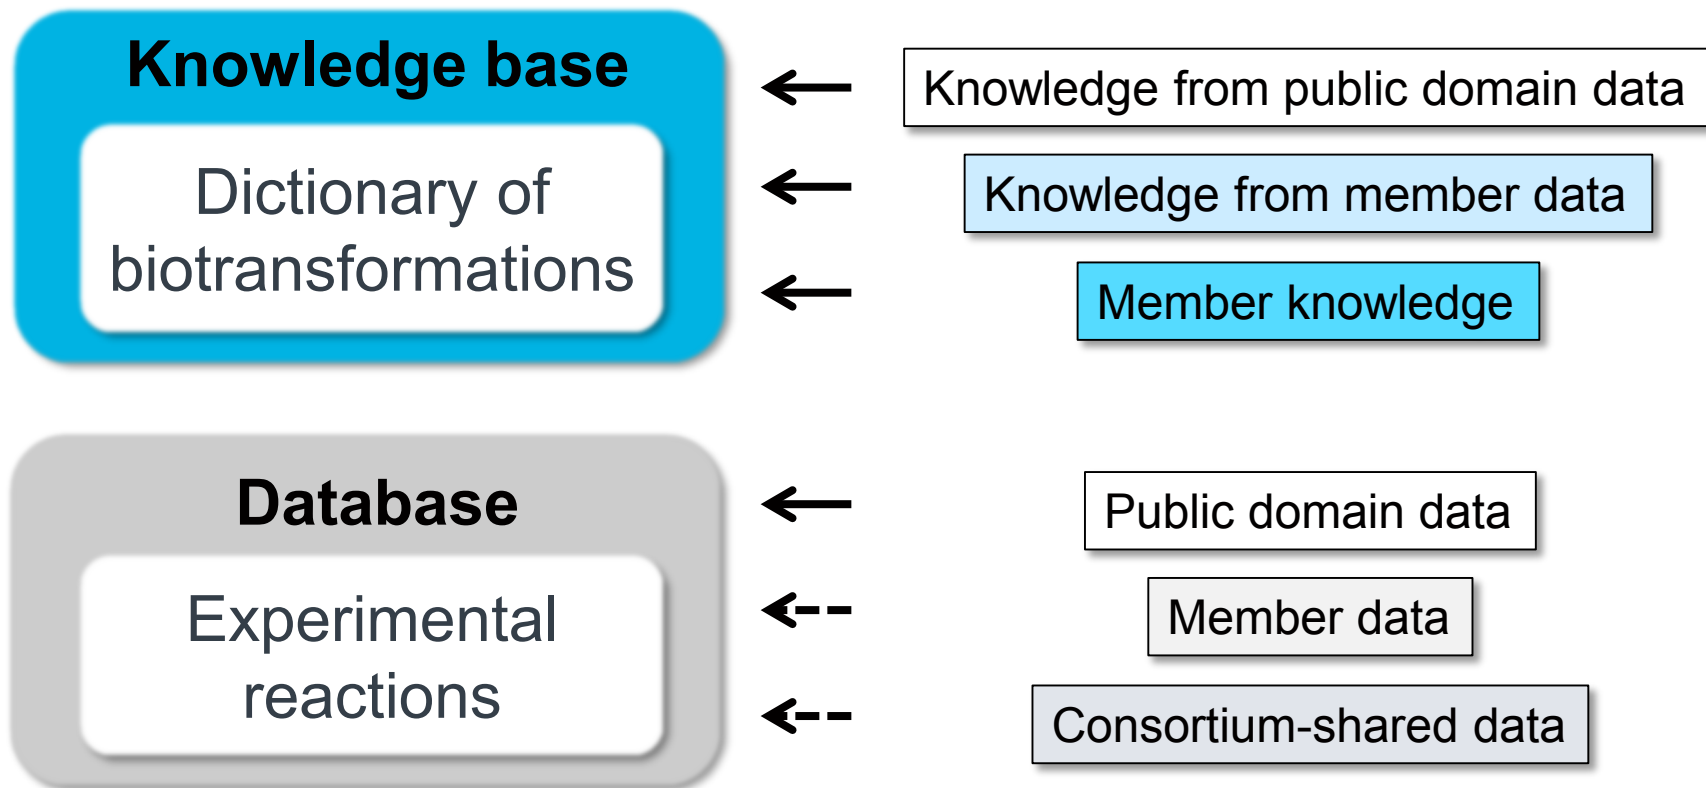 Knowledge base
Dictionary of
biotransformations
Knowledge from public domain data
Knowledge from member data
Member knowledge
Database
Experimental
reactions
Public domain data
Member data
Consortium-shared data